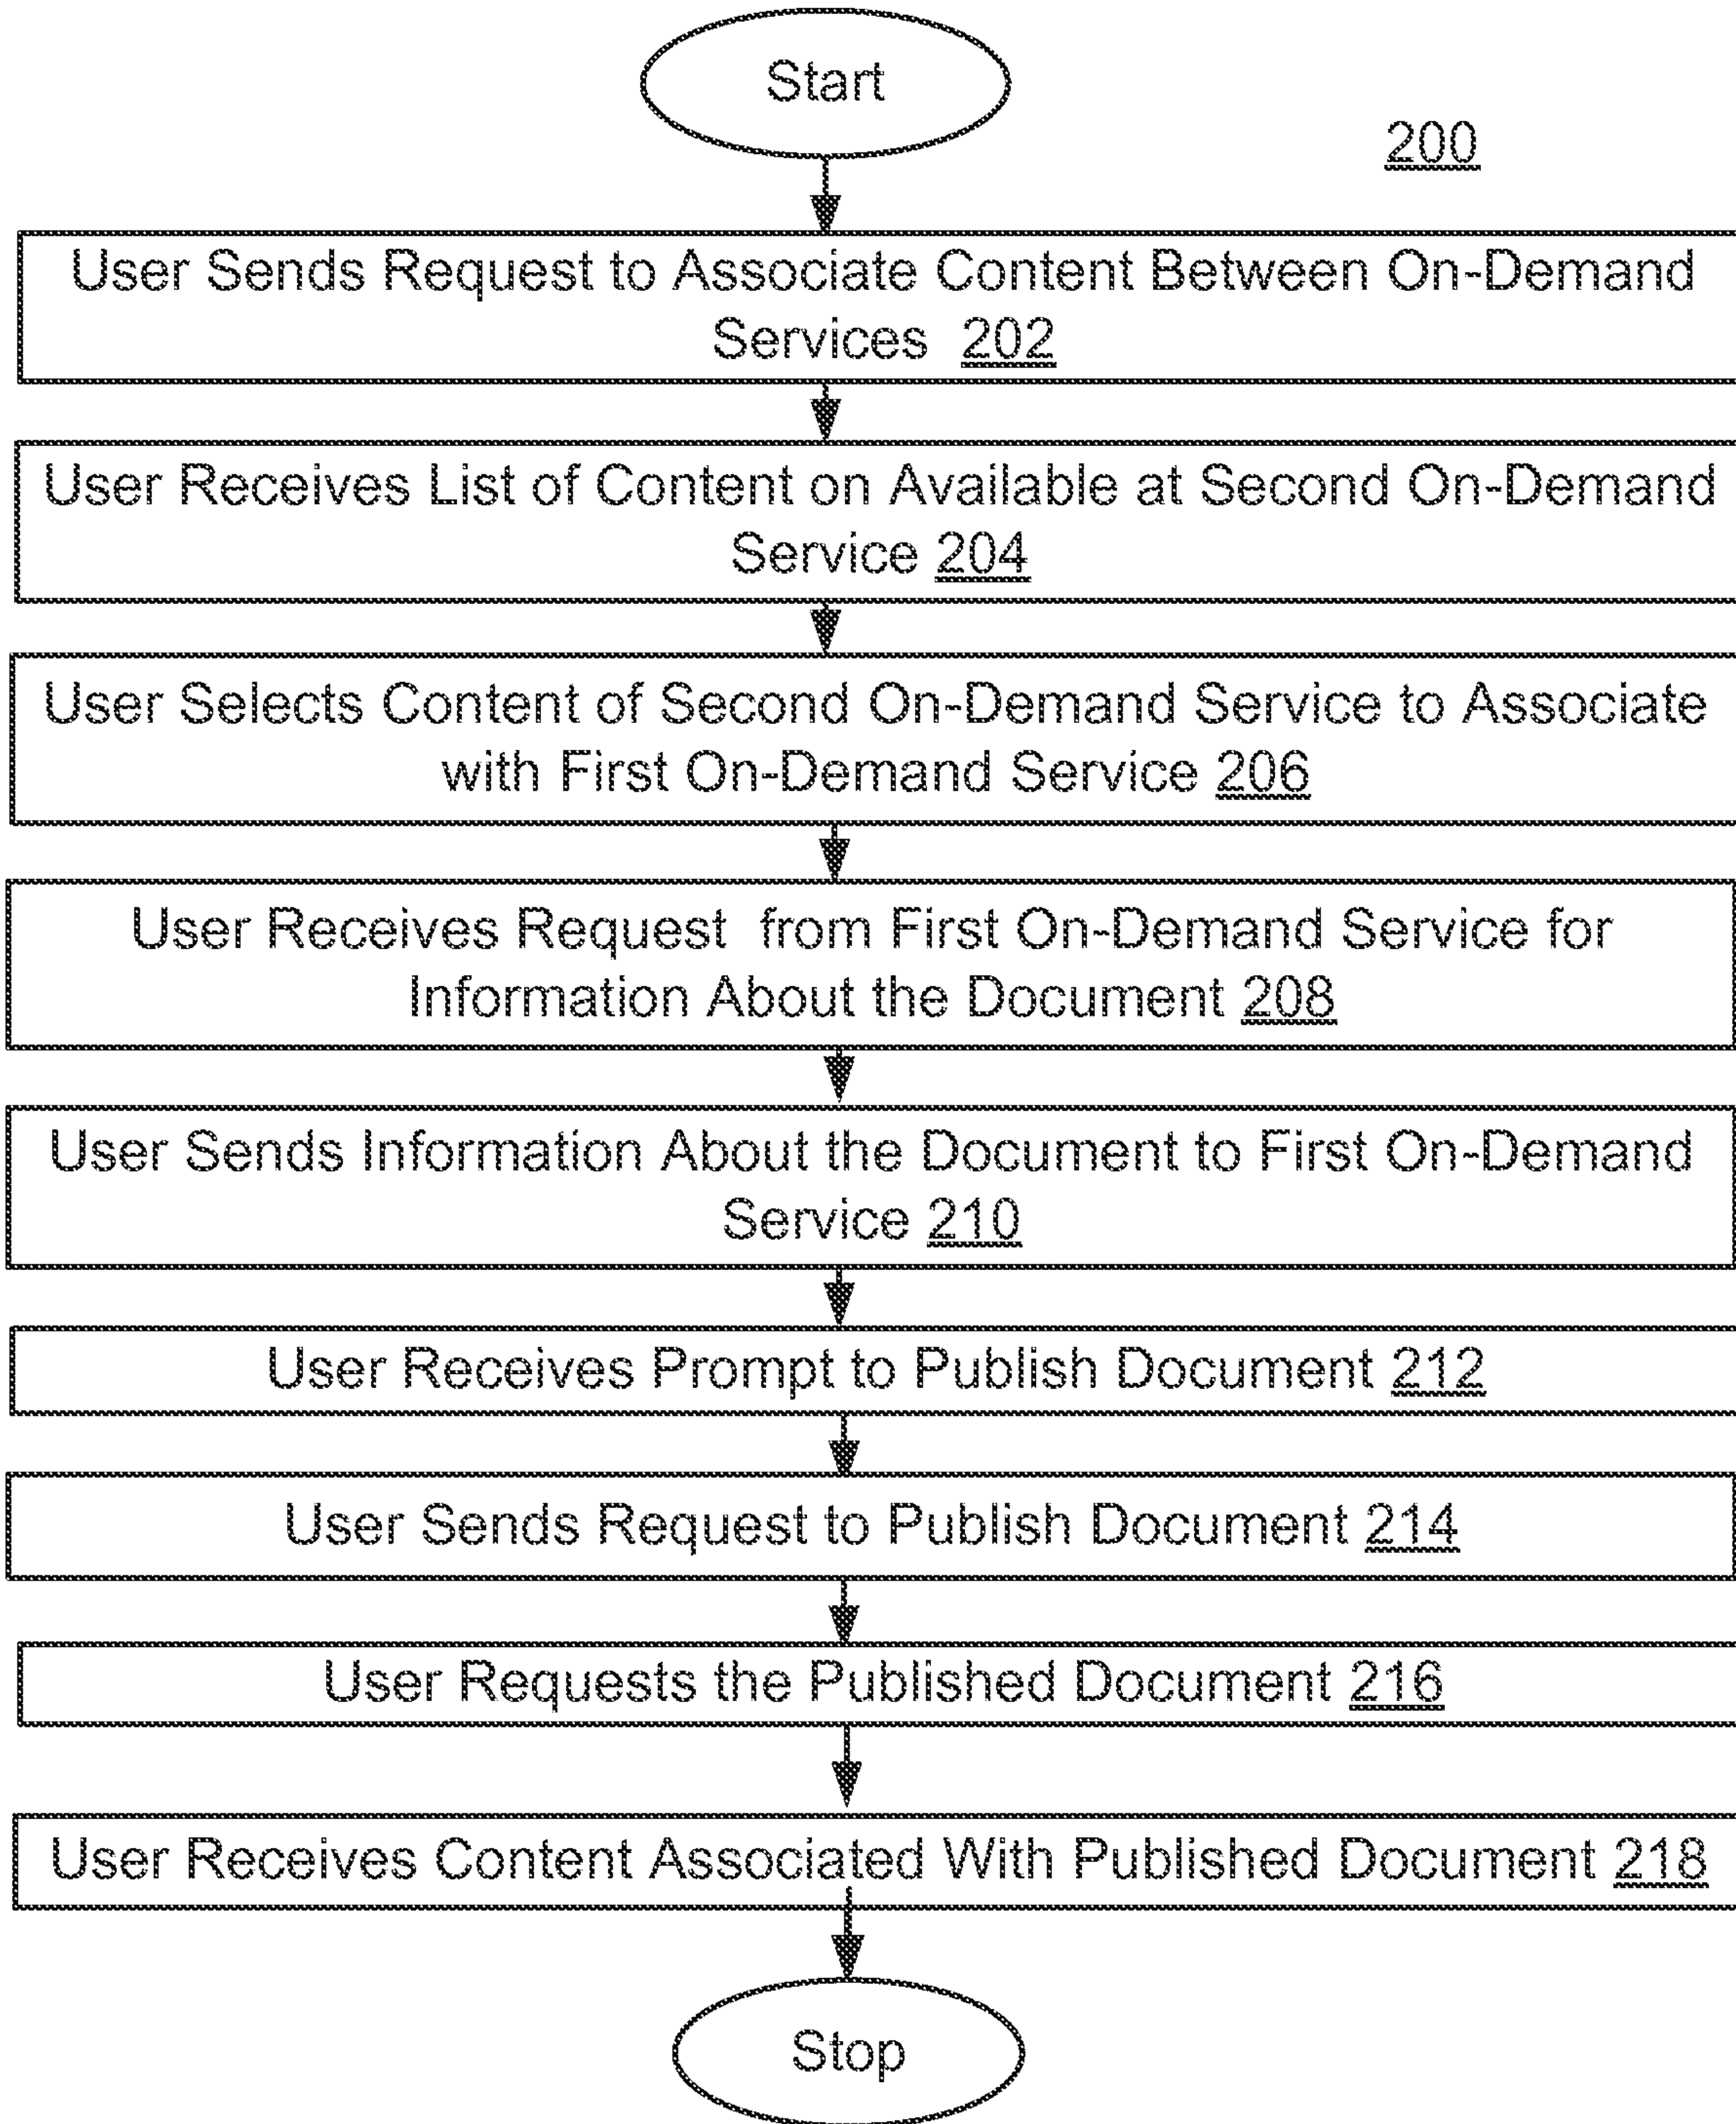 Start
200
User Sends Request to Associate Content Between On-Demand
Services 202
User Receives List of Content on Available at Second On-Demand
Service 204
User Selects Content of Second On-Demand Service to Associate
with First On-Demand Service 206
User Receives Request from First On-Demand Service for
Information About the Document 208
User Sends Information About the Document to First On-Demand
Service 210
User Receives Prompt to Publish Document 212
User Sends Request to Publish Document 214
User Requests the Published Document 216
User Receives Content Associated With Published Document 218
Stop